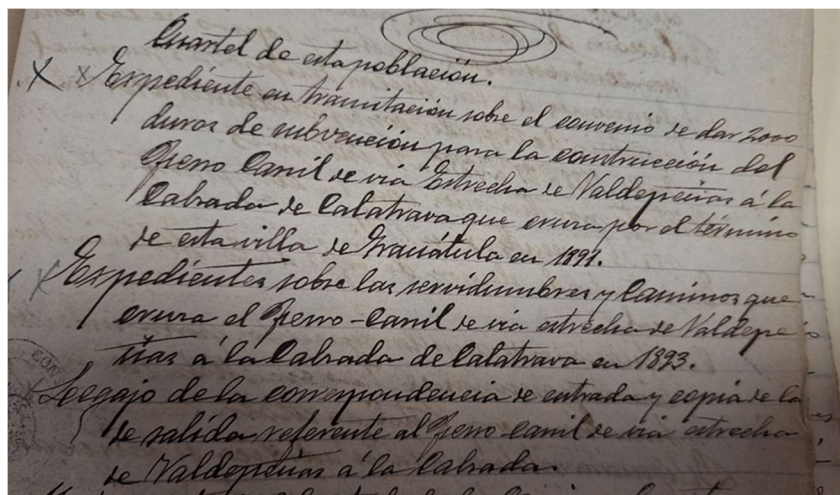 Cuartel de esta población.
Expediente en tramitación sobre el convenio de dar 2000
duros de subvención para la construcción del
Ferro Carril de via Estrecha de Valdepeñas á la
Calzada de Calatrava que cruza por el término
de esta villa de Granátula en 1891.
Expedientes sobre las servidumbres y Caminos que
cruza el Ferro-Carril de via estrecha de Valdepe
ñas á la Calzada de Calatrava en 1893.
Legajo de la correspondencia de entrada y copia de la
de salida referente al Ferro-carril de via estrecha
de Valdepeñas á la Calzada.